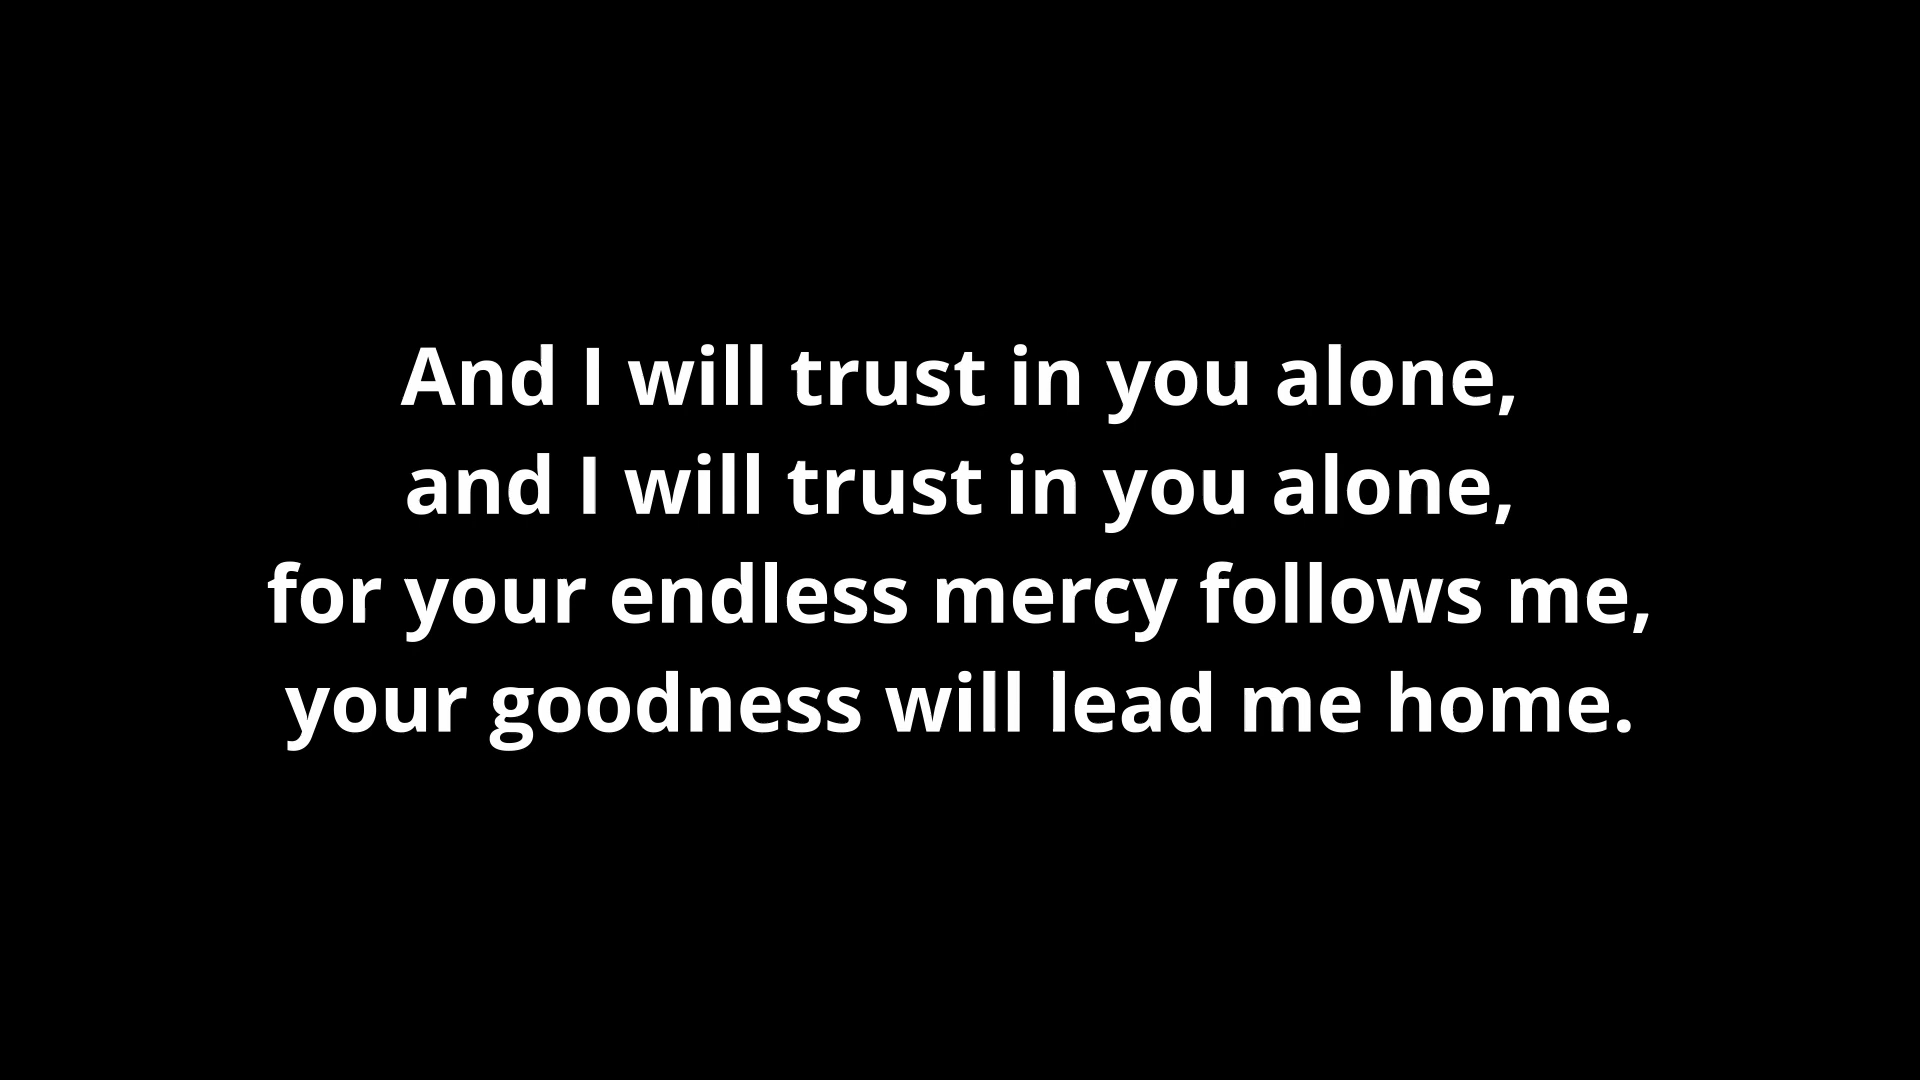 And I will trust in you alone,
and I will trust in you alone,
for your endless mercy follows me,
your goodness will lead me home.